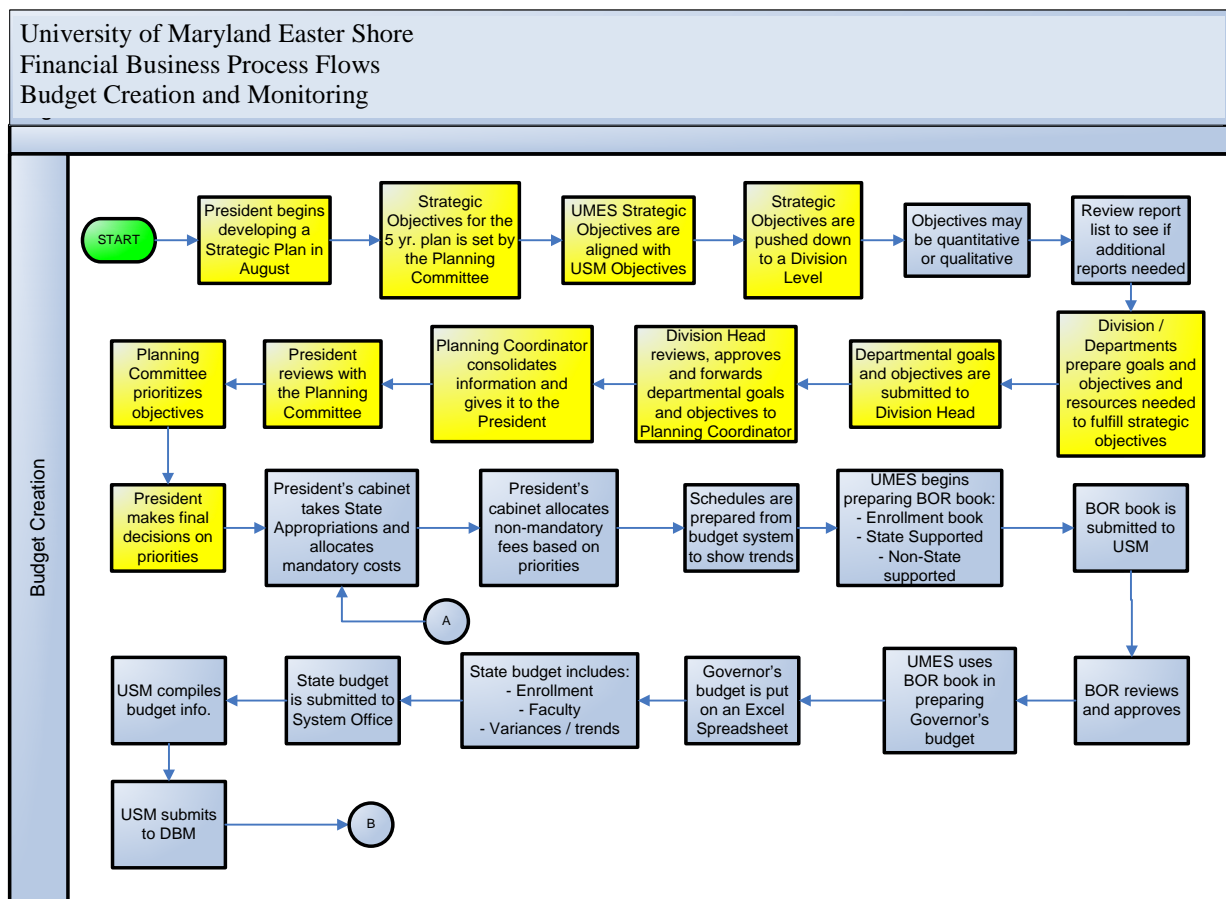 University of Maryland Easter Shore
Financial Business Process Flows
Budget Creation and Monitoring
Budget Creation
START
President begins
developing a
Strategic Plan in
August
Strategic
Objectives for the
5 yr. plan is set by
the Planning
Committee
UMES Strategic
Objectives are
aligned with
USM Objectives
Strategic
Objectives are
pushed down
to a Division
Level
Objectives may
be quantitative
or qualitative
Review report
list to see if
additional
reports needed
Division /
Departments
prepare goals and
objectives and
resources needed
to fulfill strategic
objectives
Departmental goals
and objectives are
submitted to
Division Head
Division Head
reviews, approves
and forwards
departmental goals
and objectives to
Planning Coordinator
Planning Coordinator
consolidates
information and
gives it to the
President
President
reviews with
the Planning
Committee
Planning
Committee
prioritizes
objectives
President
makes final
decisions on
priorities
President's cabinet
takes State
Appropriations and
allocates
mandatory costs
President's
cabinet allocates
non-mandatory
fees based on
priorities
Schedules are
prepared from
budget system
to show trends
UMES begins
preparing BOR book:
- Enrollment book
- State Supported
- Non-State
supported
BOR book is
submitted to
USM
A
BOR reviews
and approves
UMES uses
BOR book in
preparing
Governor's
budget
Governor's
budget is put
on an Excel
Spreadsheet
State budget includes:
- Enrollment
- Faculty
- Variances / trends
State budget
is submitted to
System Office
USM compiles
budget info.
USM submits
to DBM
B